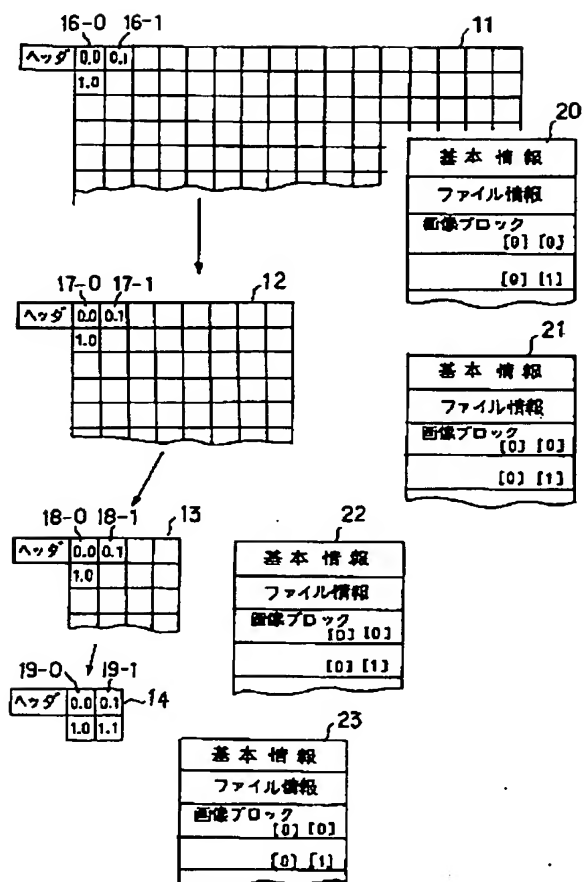 16-0 16-1 11
ヘッダ 0.0 0.1
1.0
20
基本情報
ファイル情報
画像ブロック
[0] [0]
[0] [1]
17-0 17-1 12
ヘッダ 0.0 0.1
1.0
21
基本情報
ファイル情報
画像ブロック
[0] [0]
[0] [1]
18-0 18-1 13
ヘッダ 0.0 0.1
1.0
22
基本情報
ファイル情報
画像ブロック
[0] [0]
[0] [1]
19-0 19-1
ヘッダ 0.0 0.1 14
1.0 1.1
23
基本情報
ファイル情報
画像ブロック
[0] [0]
[0] [1]